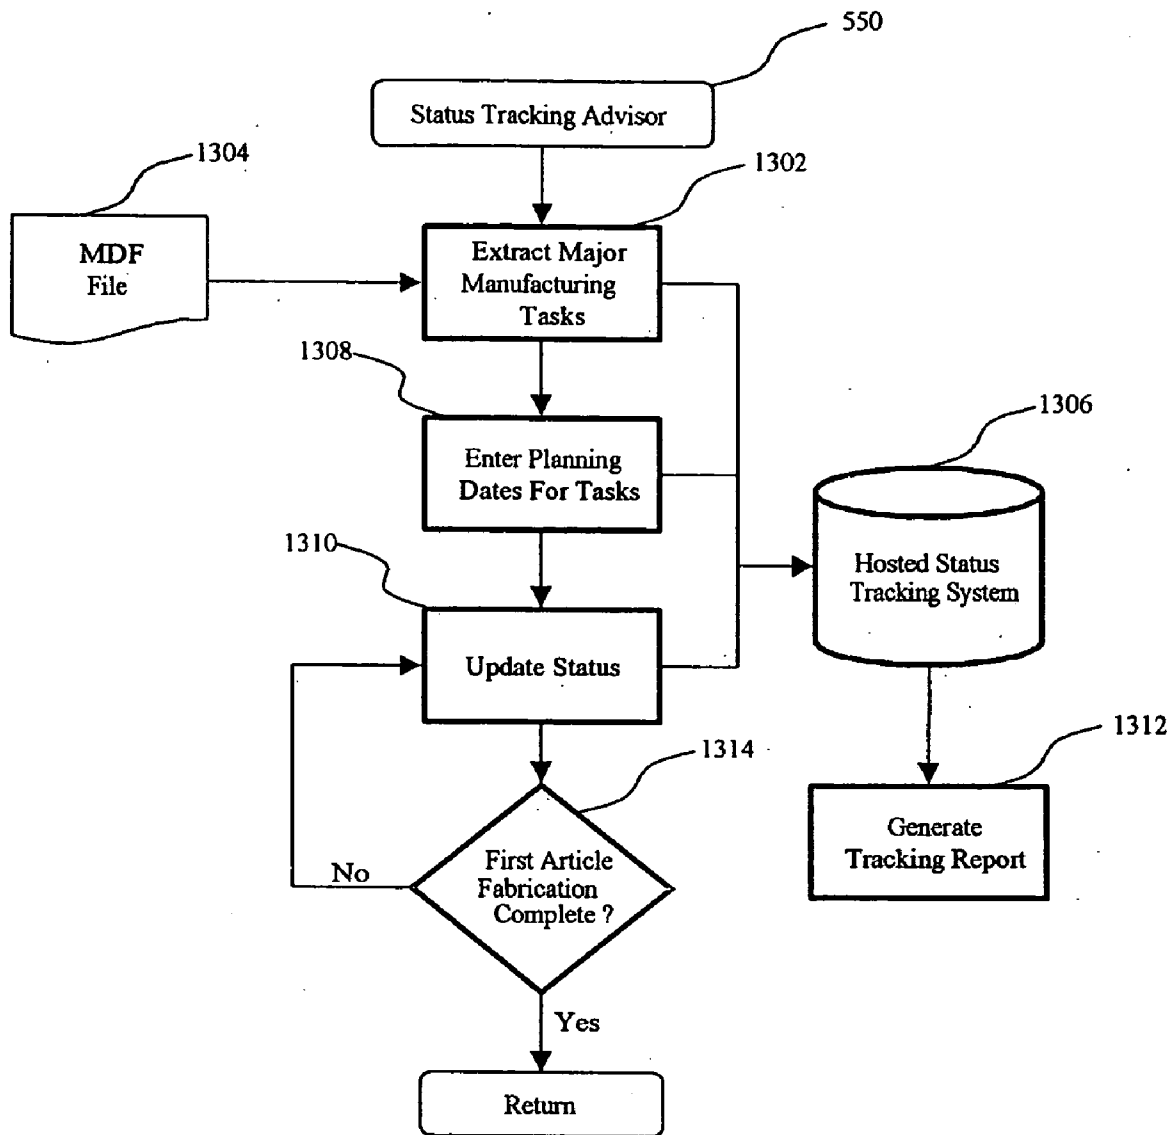 550
Status Tracking Advisor
1304
1302
MDF
File
Extract Major
Manufacturing
Tasks
1308
Enter Planning
Dates For Tasks
1306
1310
Hosted Status
Tracking System
Update Status
1314
1312
First Article
Fabrication
Complete ?
No
Generate
Tracking Report
Yes
Return